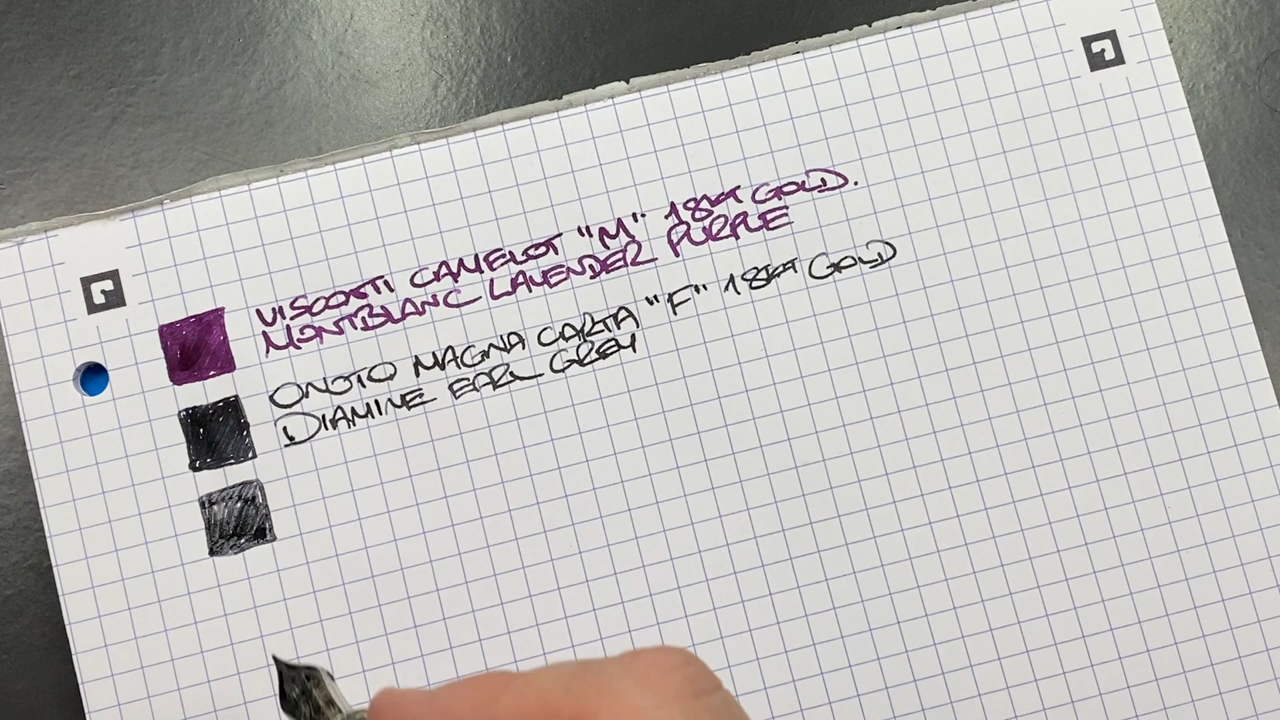 VISCONTI CAMELOT "M" 18kt GOLD.
MONTBLANC LAVENDER PURPLE
ONOTO MAGNA CARTA "F" 18kt GOLD
DIAMINE EARL GREY